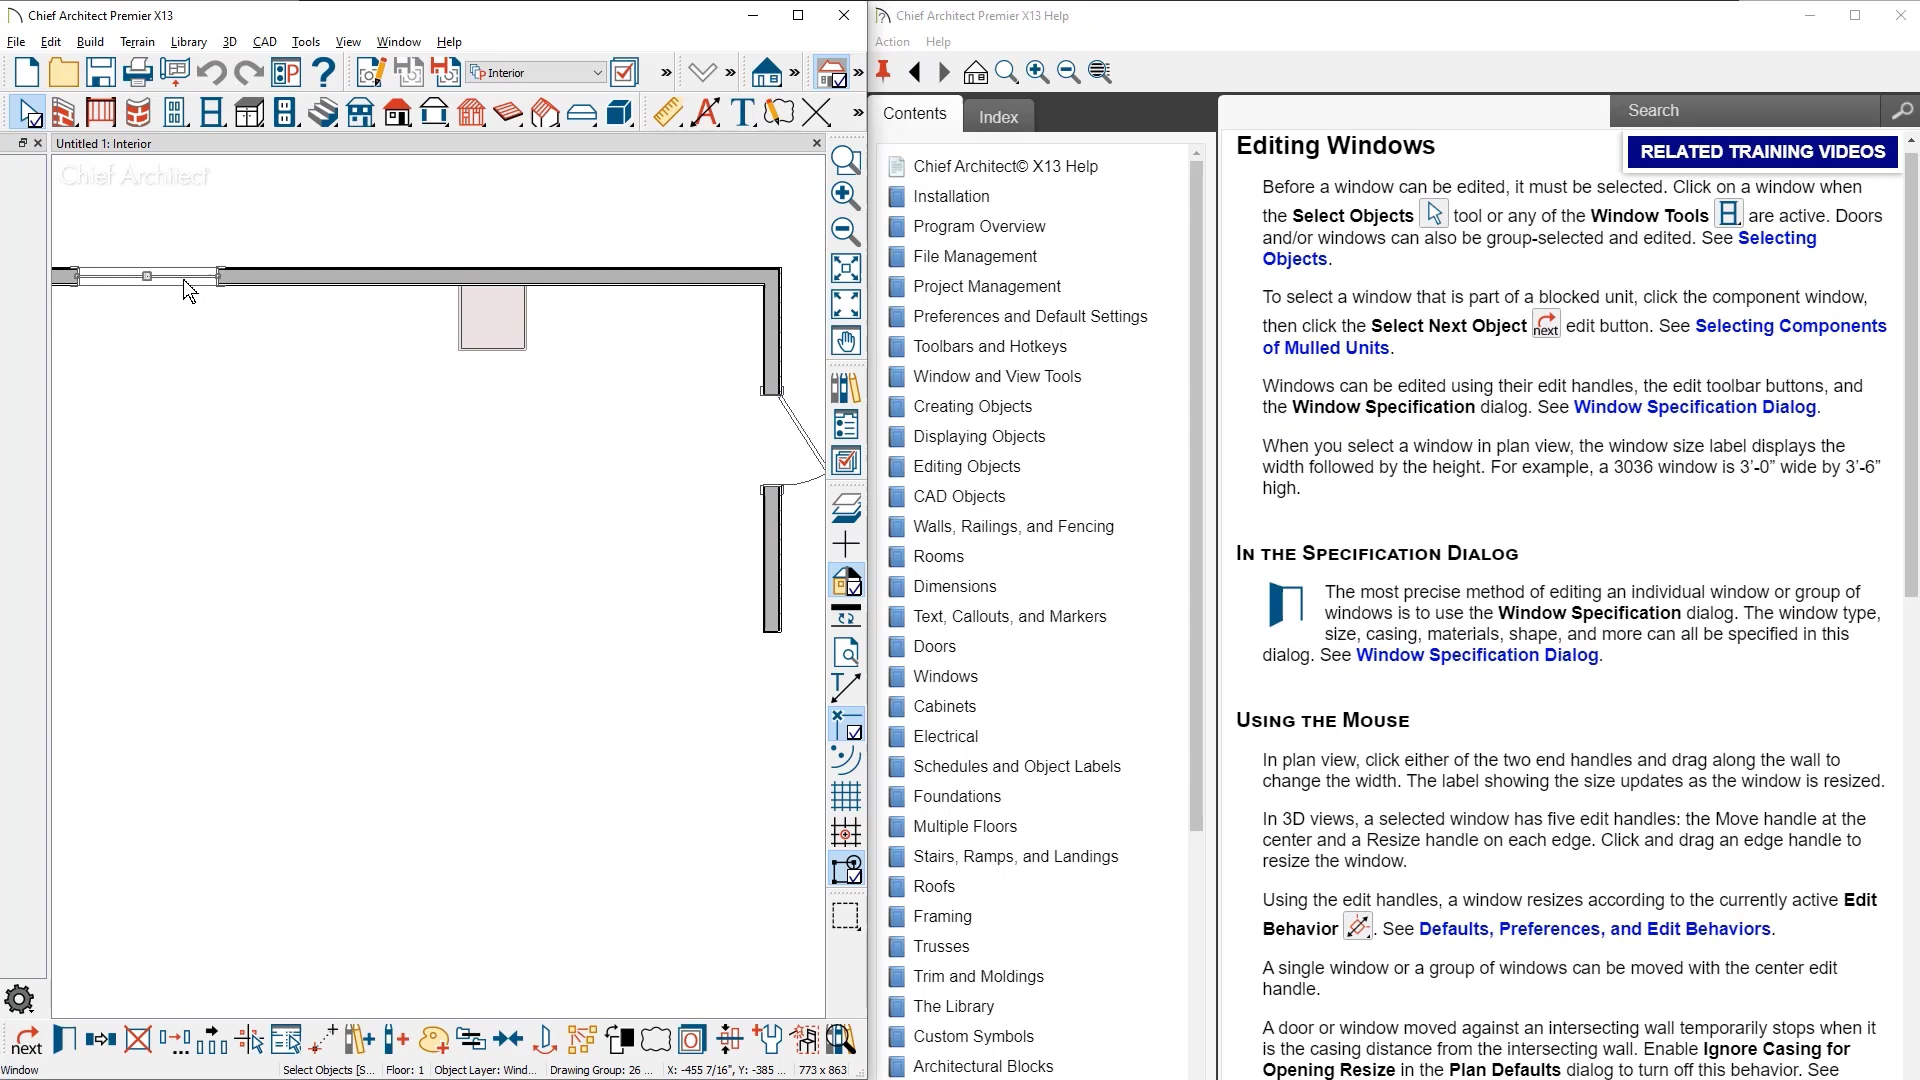 Chief Architect Premier X13
File Edit Build Terrain Library 3D CAD Tools View Window Help
Interior
Untitled 1: Interior
Chief Architect
next
Window
Select Objects [S...
Floor: 1
Object Layer: Wind...
Drawing Group: 26 ...
X: -455 7/16", Y: -385 ...
773 x 863
Chief Architect Premier X13 Help
Action Help
Contents
Index
Search
Chief Architect© X13 Help
Installation
Program Overview
File Management
Project Management
Preferences and Default Settings
Toolbars and Hotkeys
Window and View Tools
Creating Objects
Displaying Objects
Editing Objects
CAD Objects
Walls, Railings, and Fencing
Rooms
Dimensions
Text, Callouts, and Markers
Doors
Windows
Cabinets
Electrical
Schedules and Object Labels
Foundations
Multiple Floors
Stairs, Ramps, and Landings
Roofs
Framing
Trusses
Trim and Moldings
The Library
Custom Symbols
Architectural Blocks
Editing Windows
RELATED TRAINING VIDEOS
Before a window can be edited, it must be selected. Click on a window when
the Select Objects tool or any of the Window Tools are active. Doors
and/or windows can also be group-selected and edited. See Selecting
Objects.
To select a window that is part of a blocked unit, click the component window,
then click the Select Next Object next edit button. See Selecting Components
of Mulled Units.
Windows can be edited using their edit handles, the edit toolbar buttons, and
the Window Specification dialog. See Window Specification Dialog.
When you select a window in plan view, the window size label displays the
width followed by the height. For example, a 3036 window is 3’-0” wide by 3’-6”
high.
IN THE SPECIFICATION DIALOG
The most precise method of editing an individual window or group of
windows is to use the Window Specification dialog. The window type,
size, casing, materials, shape, and more can all be specified in this
dialog. See Window Specification Dialog.
USING THE MOUSE
In plan view, click either of the two end handles and drag along the wall to
change the width. The label showing the size updates as the window is resized.
In 3D views, a selected window has five edit handles: the Move handle at the
center and a Resize handle on each edge. Click and drag an edge handle to
resize the window.
Using the edit handles, a window resizes according to the currently active Edit
Behavior . See Defaults, Preferences, and Edit Behaviors.
A single window or a group of windows can be moved with the center edit
handle.
A door or window moved against an intersecting wall temporarily stops when it
is the casing distance from the intersecting wall. Enable Ignore Casing for
Opening Resize in the Plan Defaults dialog to turn off this behavior. See